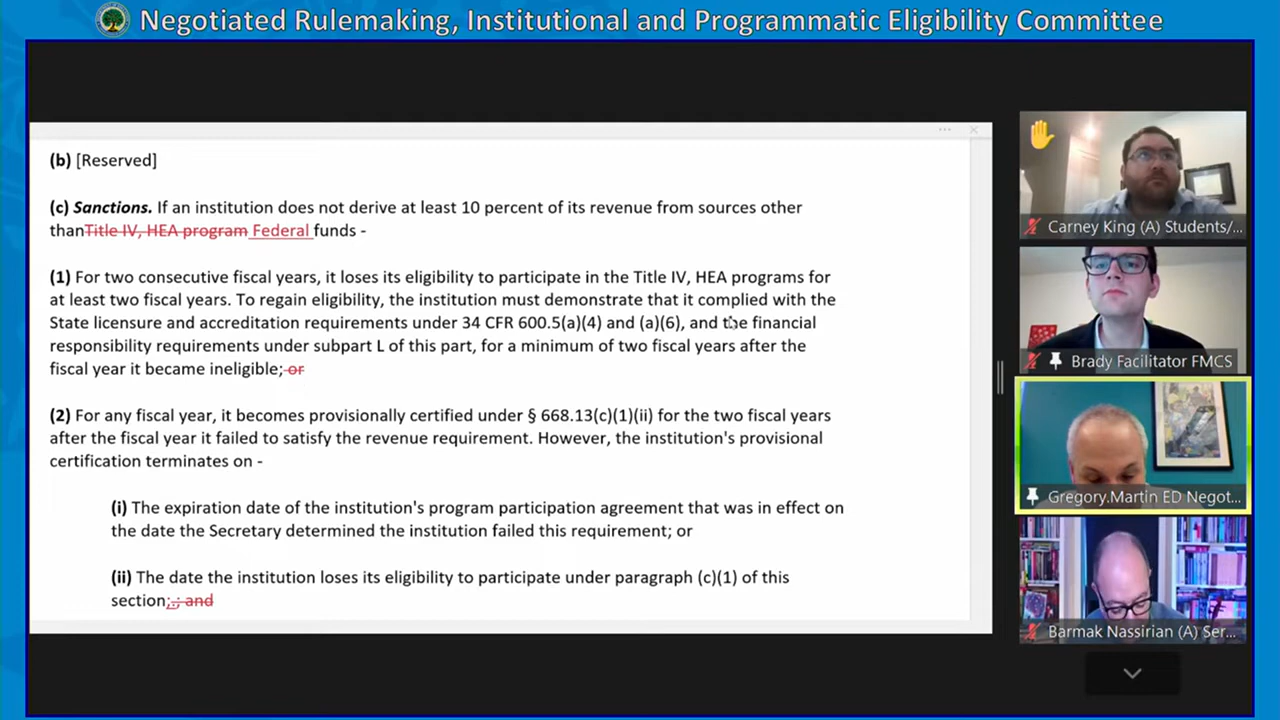 Negotiated Rulemaking, Institutional and Programmatic Eligibility Committee
(b) [Reserved]
(c) Sanctions. If an institution does not derive at least 10 percent of its revenue from sources other
thanTitle IV, HEA program Federal funds -
(1) For two consecutive fiscal years, it loses its eligibility to participate in the Title IV, HEA programs for
at least two fiscal years. To regain eligibility, the institution must demonstrate that it complied with the
State licensure and accreditation requirements under 34 CFR 600.5(a)(4) and (a)(6), and the financial
responsibility requirements under subpart L of this part, for a minimum of two fiscal years after the
fiscal year it became ineligible; or
(2) For any fiscal year, it becomes provisionally certified under § 668.13(c)(1)(ii) for the two fiscal years
after the fiscal year it failed to satisfy the revenue requirement. However, the institution's provisional
certification terminates on -
(i) The expiration date of the institution's program participation agreement that was in effect on
the date the Secretary determined the institution failed this requirement; or
(ii) The date the institution loses its eligibility to participate under paragraph (c)(1) of this
section;.; and
Carney King (A) Students/...
Brady Facilitator FMCS
Gregory.Martin ED Negot...
Barmak Nassirian (A) Ser...